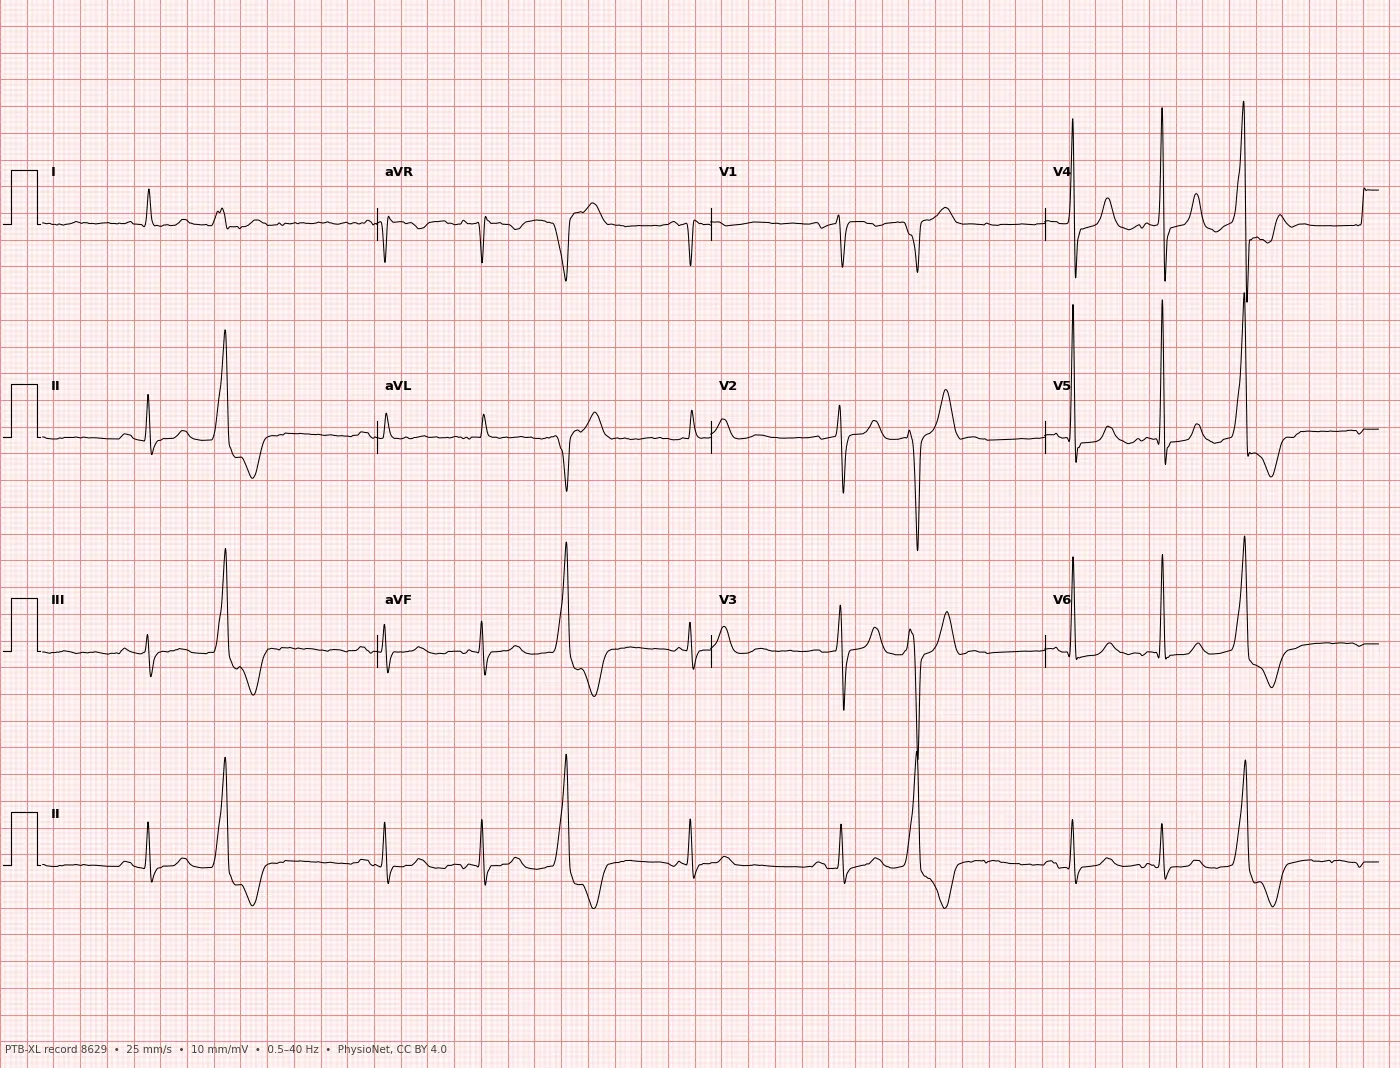 I aVR V1 V4
II aVL V2 V5
III aVF V3 V6
II
PTB-XL record 8629 • 25 mm/s • 10 mm/mV • 0.5–40 Hz • PhysioNet, CC BY 4.0